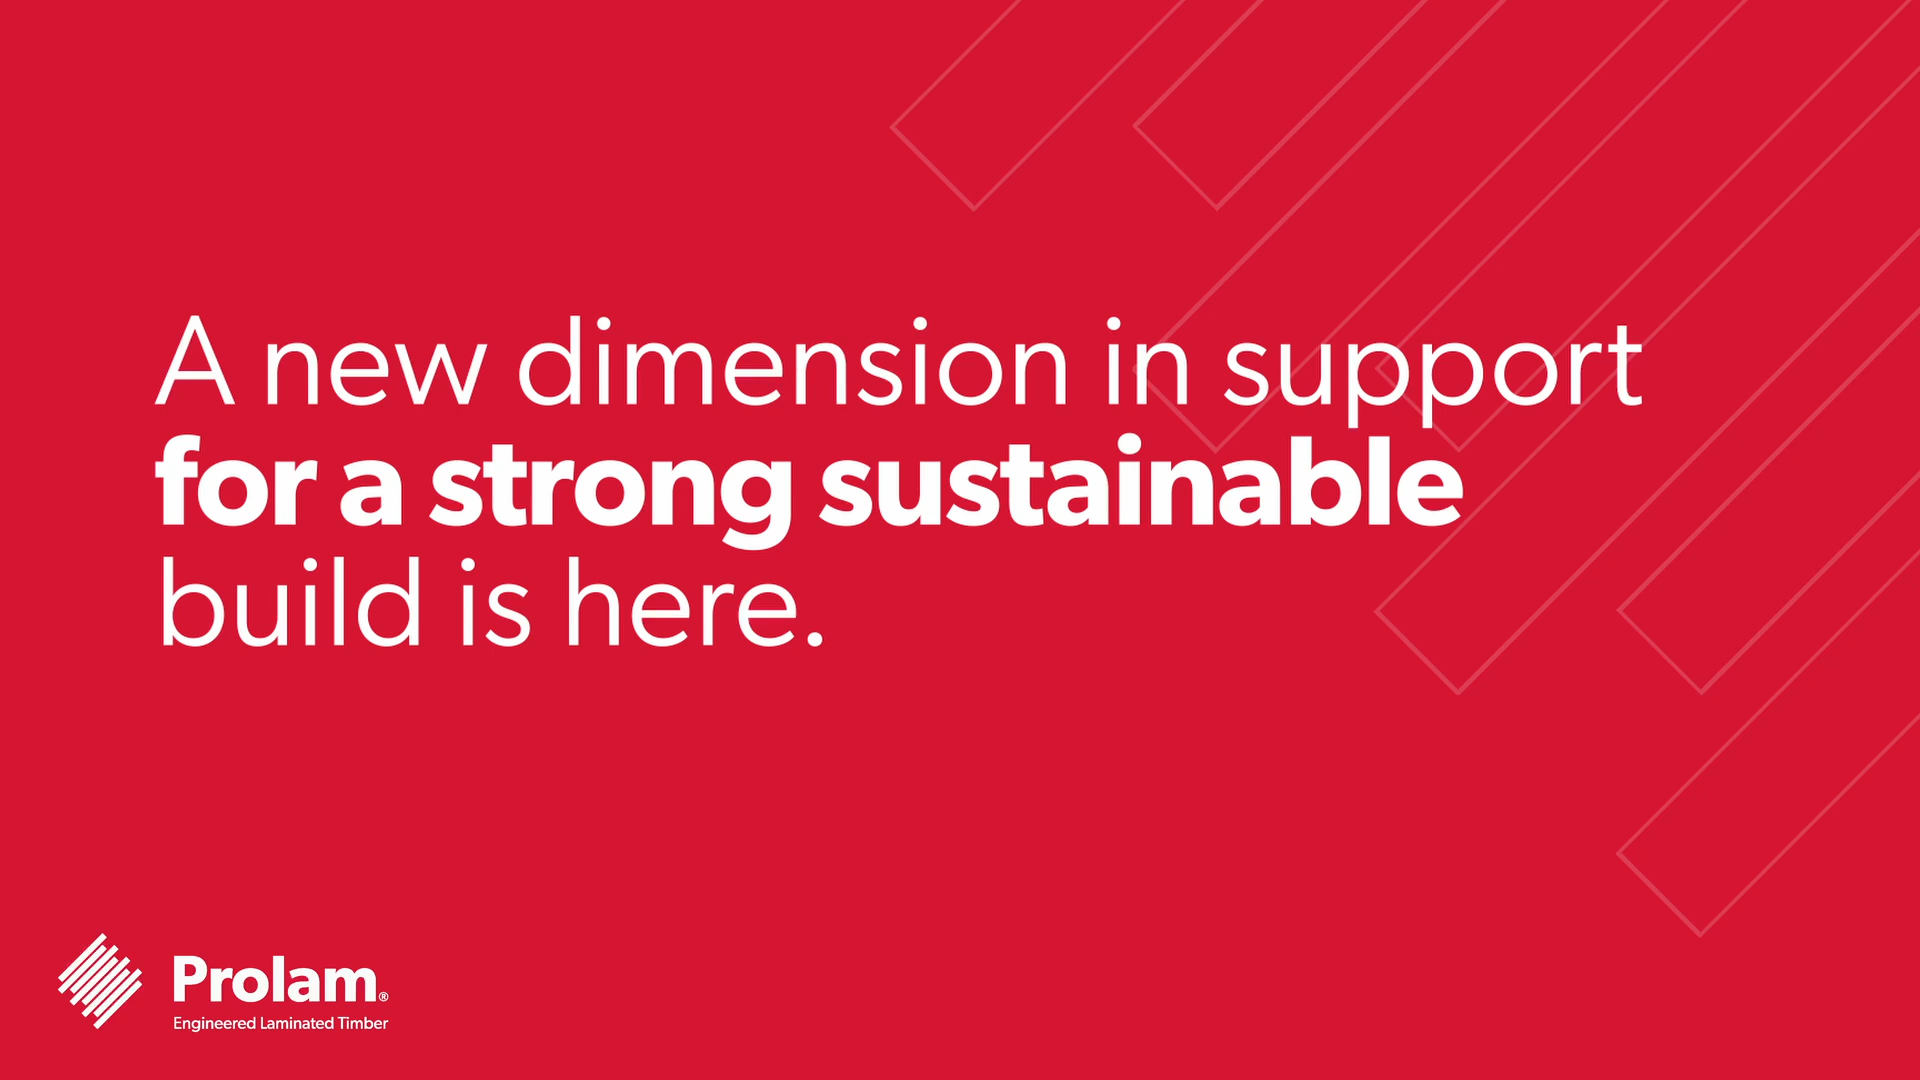 A new dimension in support
for a strong sustainable
build is here.
Prolam®
Engineered Laminated Timber